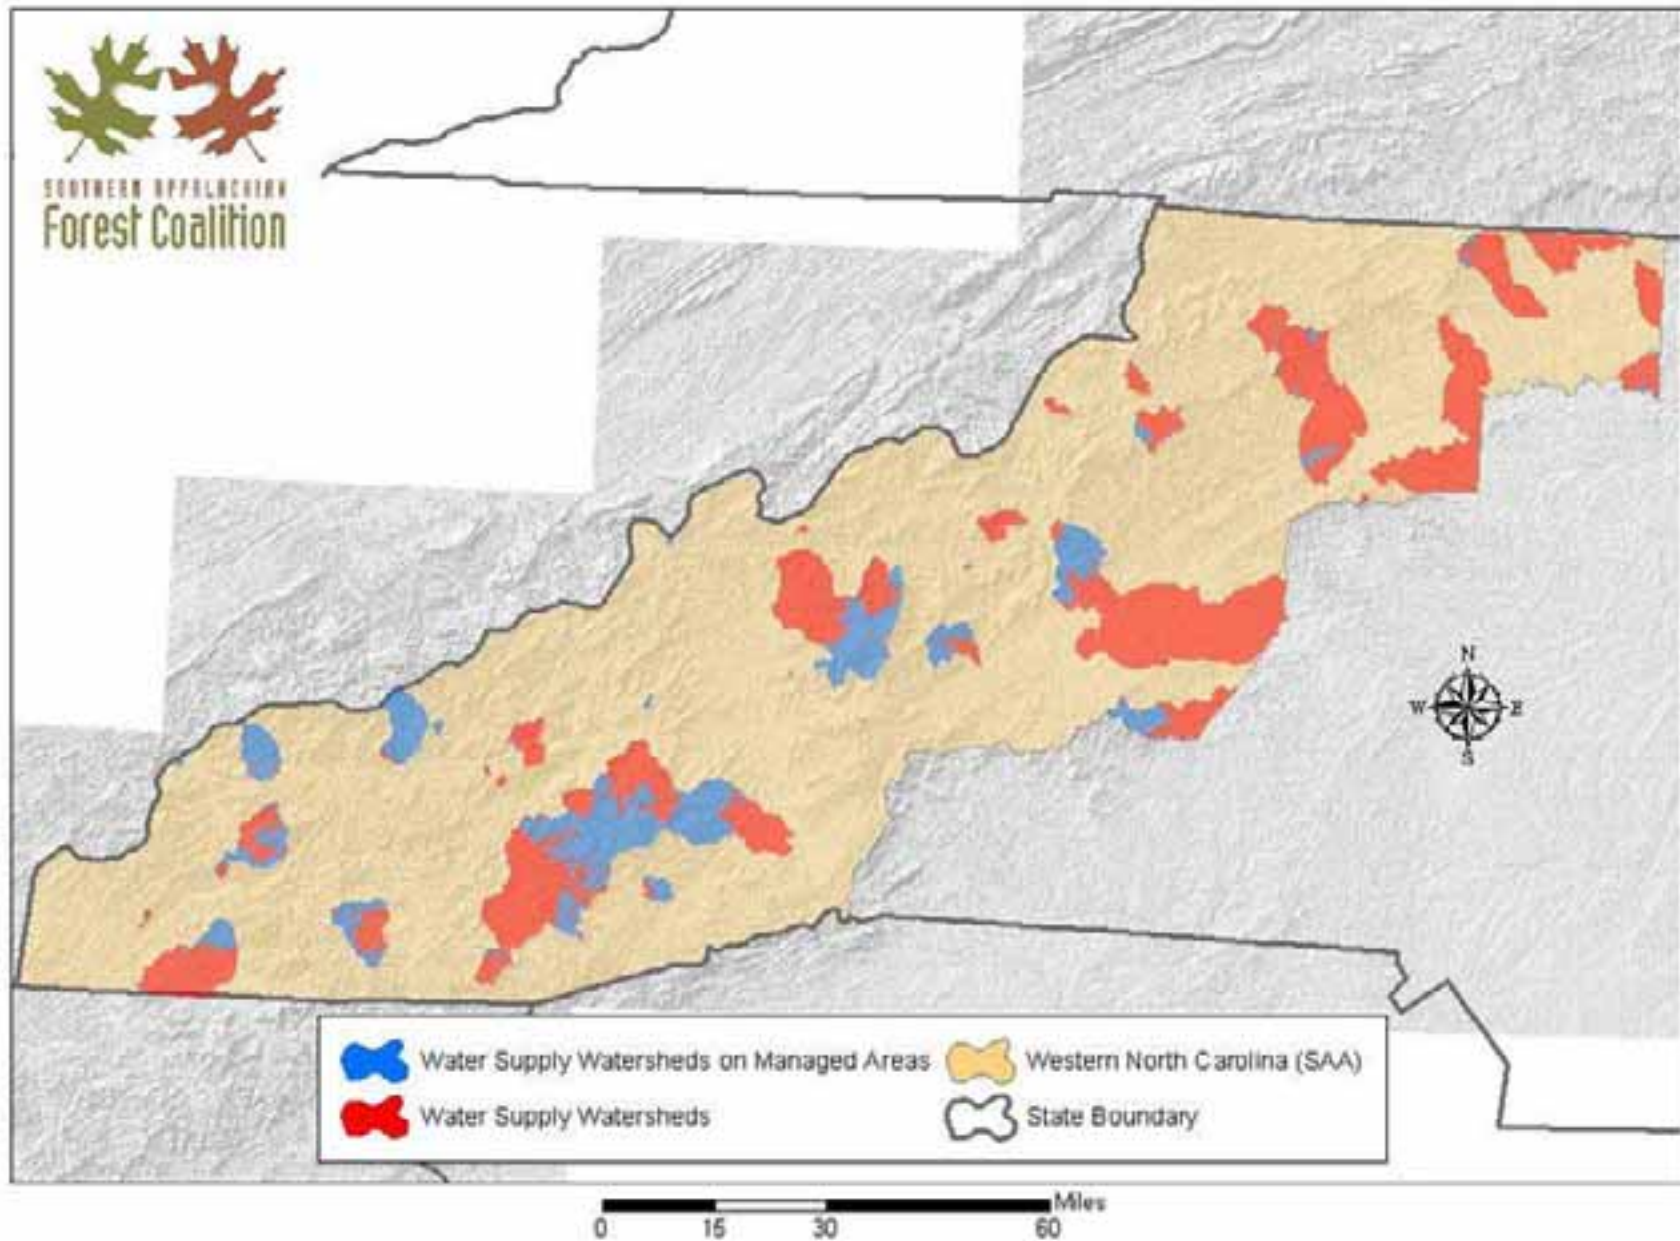 SOUTHERN APPALACHIAN
Forest Coalition
N
W E
S
Water Supply Watersheds on Managed Areas
Western North Carolina (SAA)
Water Supply Watersheds
State Boundary
Miles
0 15 30 60